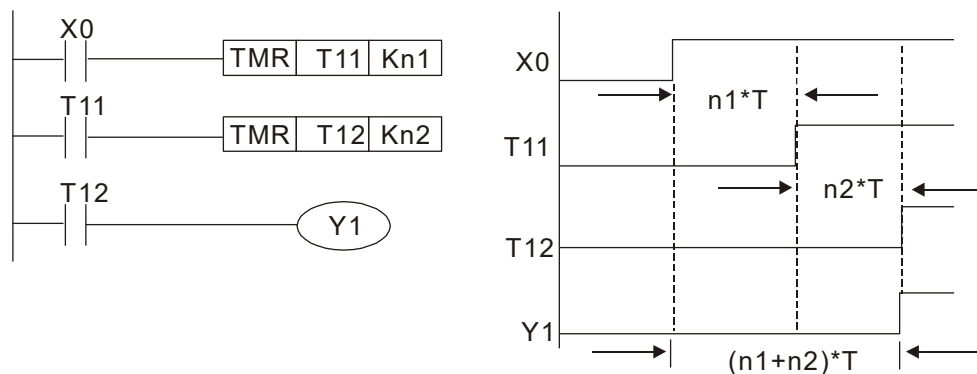 X0
TMR T11 Kn1
T11
TMR T12 Kn2
T12
Y1
X0
n1*T
T11
n2*T
T12
Y1
(n1+n2)*T